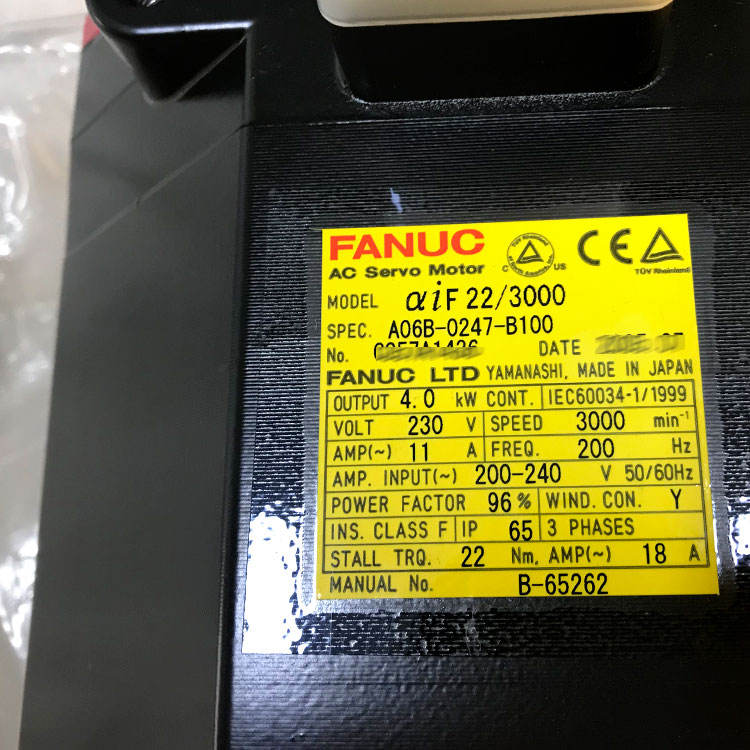 FANUC
AC Servo Motor
C US
TÜV Rheinland
MODEL αiF 22/3000
SPEC. A06B-0247-B100
No. DATE
FANUC LTD YAMANASHI, MADE IN JAPAN
OUTPUT 4.0 kW CONT. IEC60034-1/1999
VOLT 230 V SPEED 3000 min⁻¹
AMP(~) 11 A FREQ. 200 Hz
AMP. INPUT(~) 200-240 V 50/60Hz
POWER FACTOR 96 % WIND. CON. Y
INS. CLASS F IP 65 3 PHASES
STALL TRQ. 22 Nm, AMP(~) 18 A
MANUAL No. B-65262